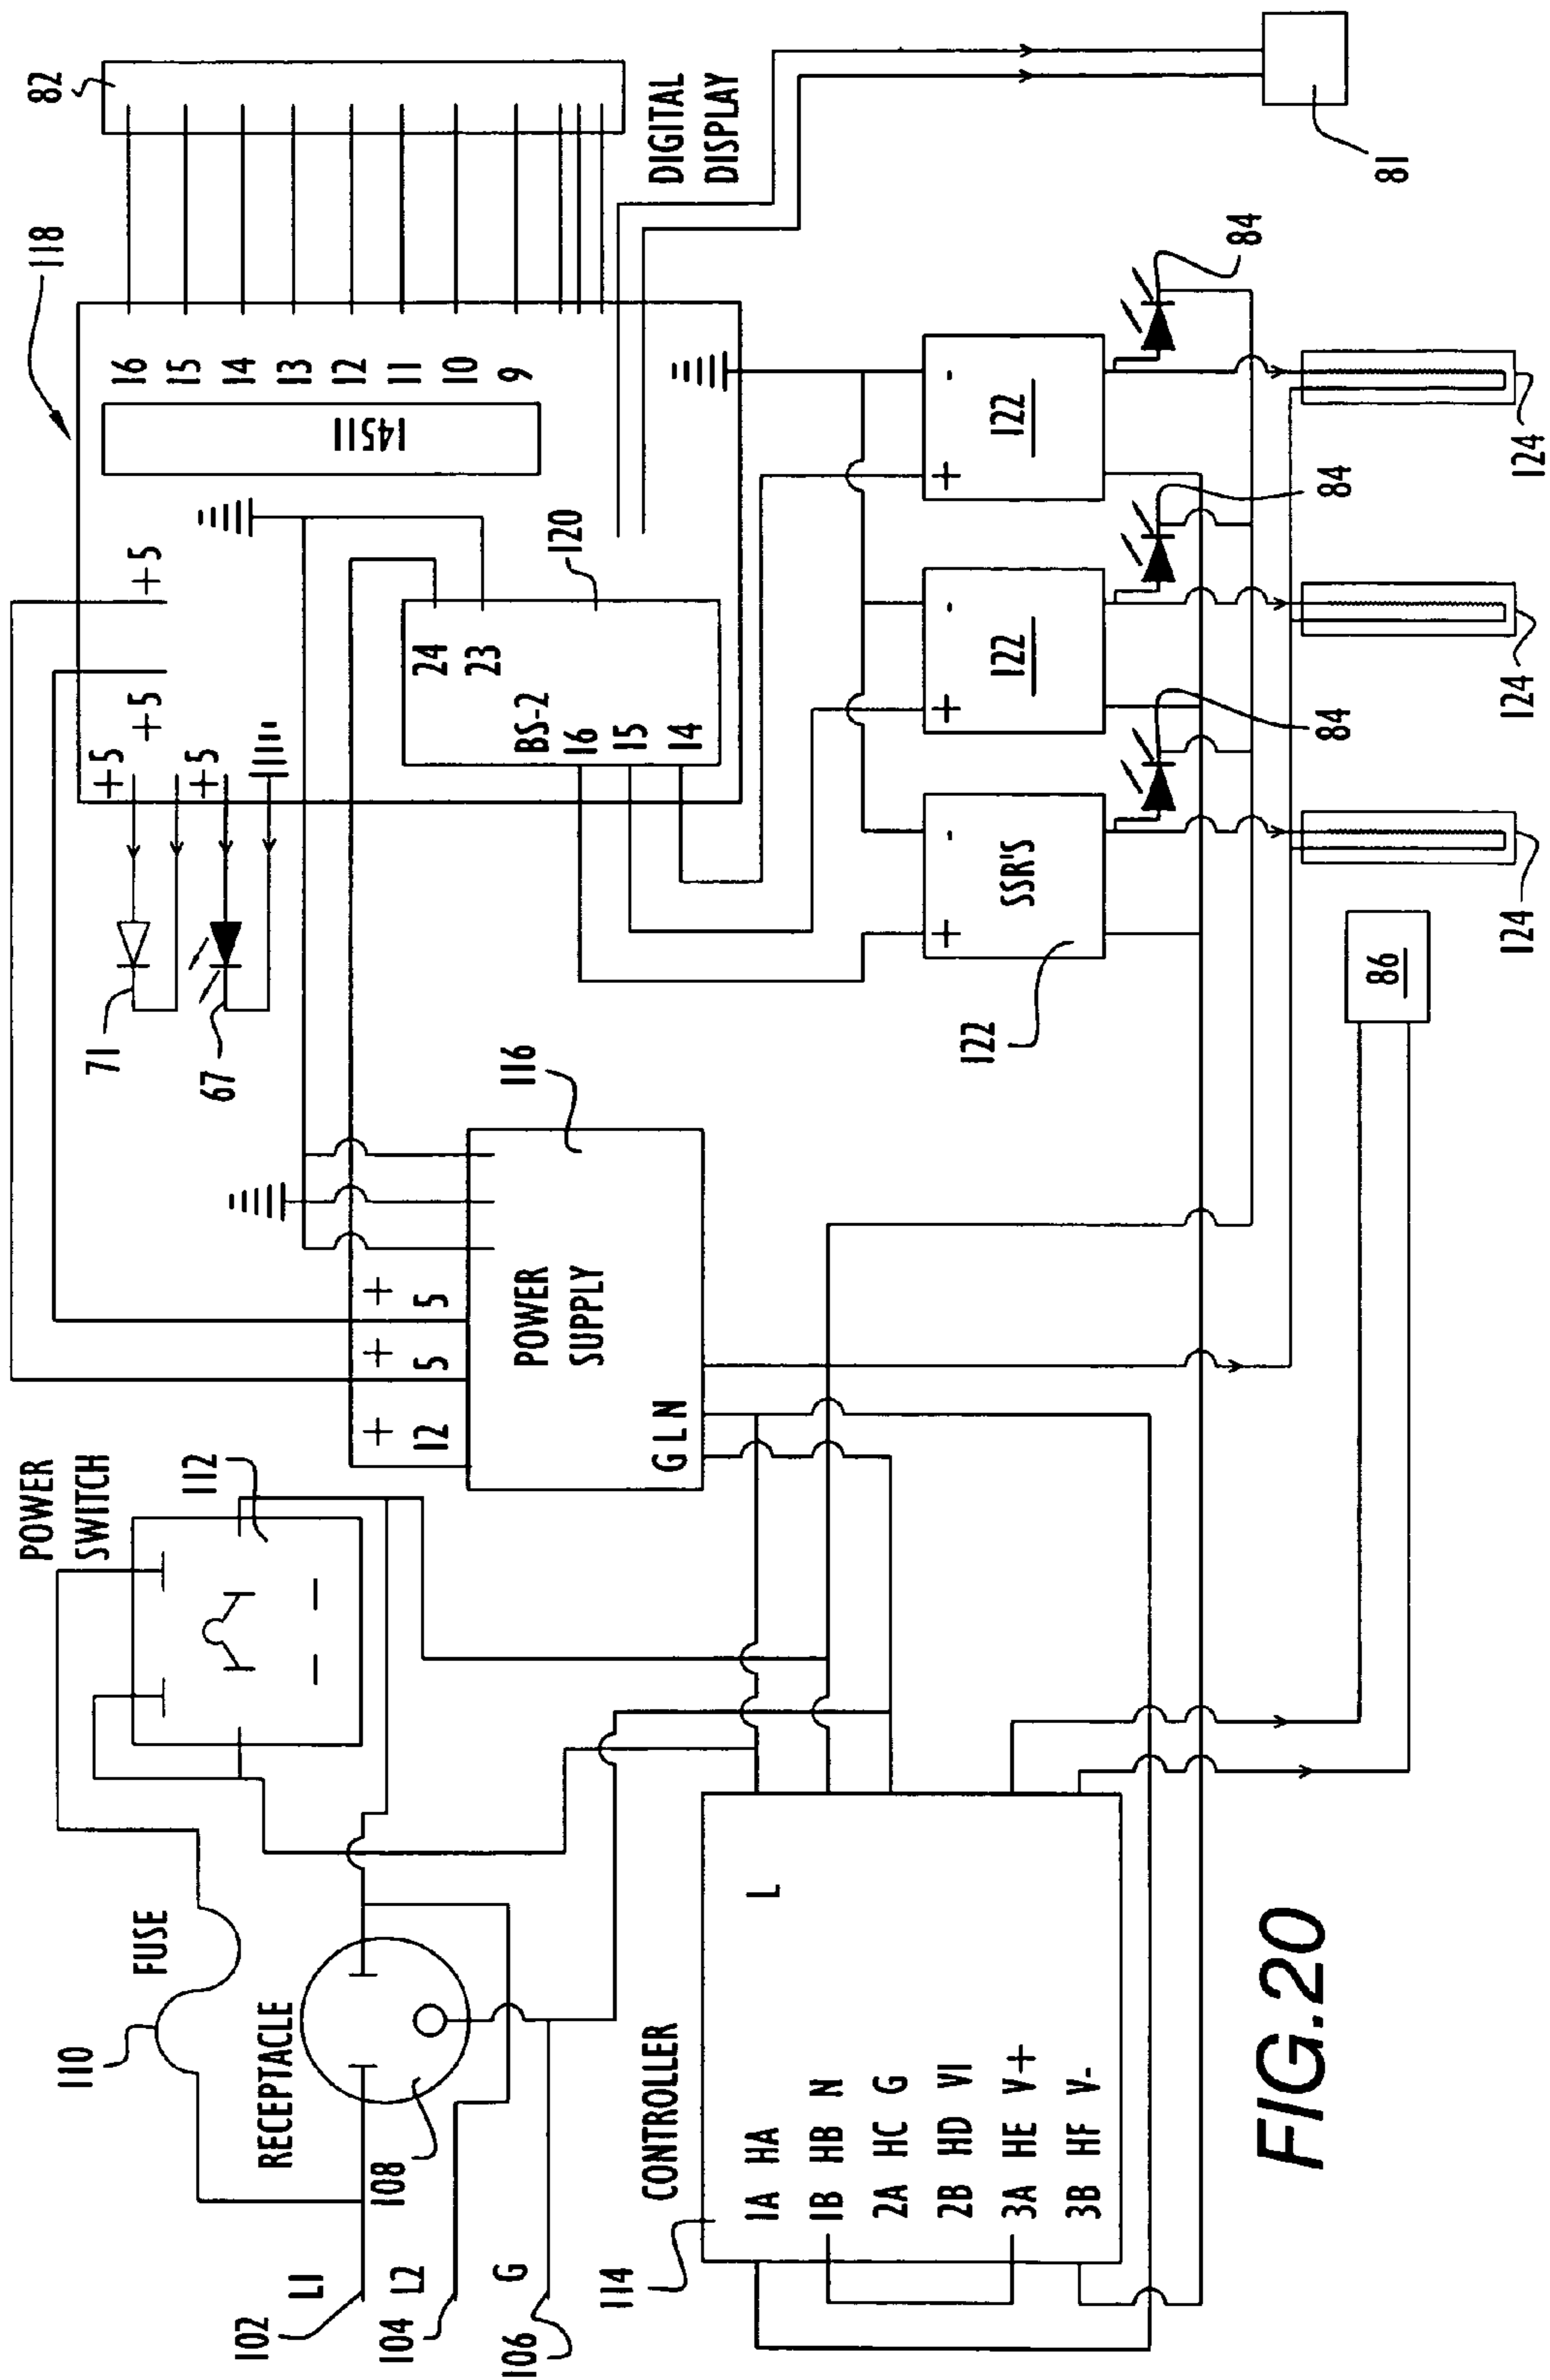 POWER SWITCH
112
FUSE
110
RECEPTACLE
108
102
L1
104
L2
106
G
CONTROLLER
114
1A HA L
1B HB N
2A HC G
2B HD V1
3A HE V+
3B HF V-
+ + +
12 5 5
POWER SUPPLY
G L N
116
71
67
+5
+5
+5
+5
118
82
16
15
14
13
12
11
10
9
14511
24
23
BS-2
16
15
14
120
DIGITAL DISPLAY
81
+ -
SSR'S
122
+ -
122
+ -
122
84
84
84
124
124
124
86
FIG.20